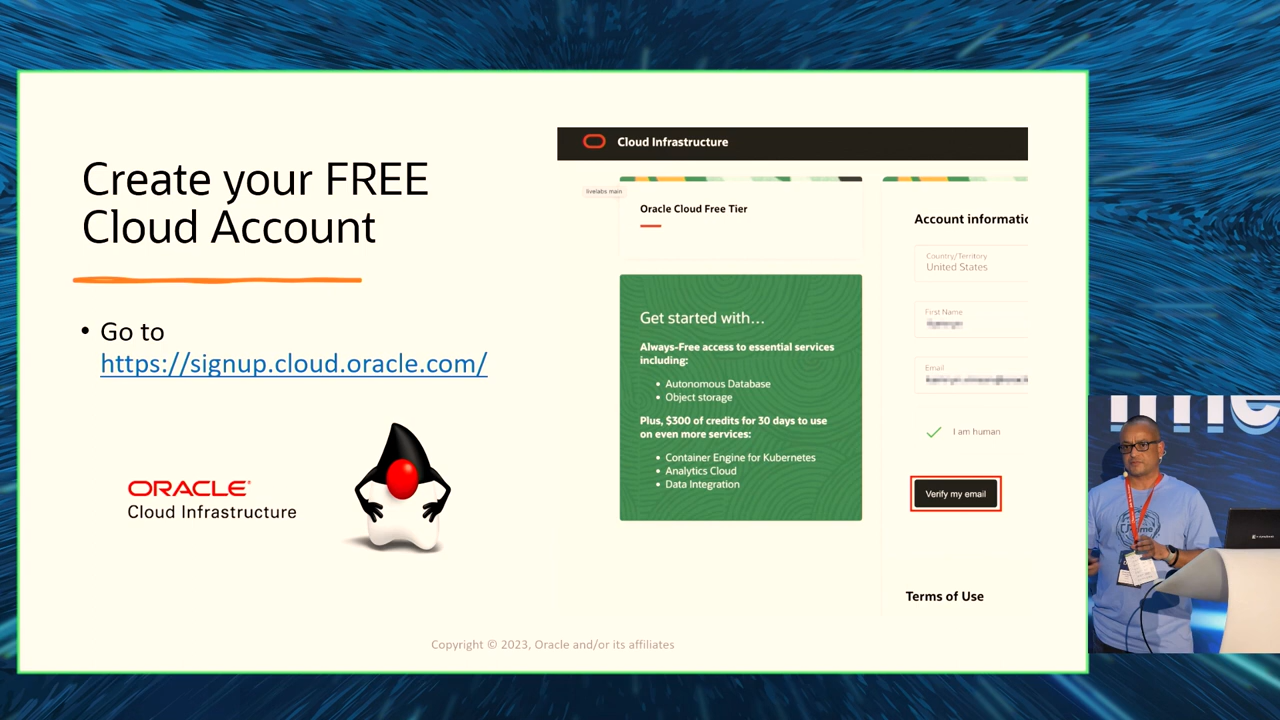 Create your FREE
Cloud Account
• Go to
https://signup.cloud.oracle.com/
ORACLE®
Cloud Infrastructure
Cloud Infrastructure
livelabs main
Oracle Cloud Free Tier
Get started with...
Always-Free access to essential services
including:
• Autonomous Database
• Object storage
Plus, $300 of credits for 30 days to use
on even more services:
• Container Engine for Kubernetes
• Analytics Cloud
• Data Integration
Account informatio
Country/Territory
United States
First Name
Email
I am human
Verify my email
Terms of Use
Copyright © 2023, Oracle and/or its affiliates